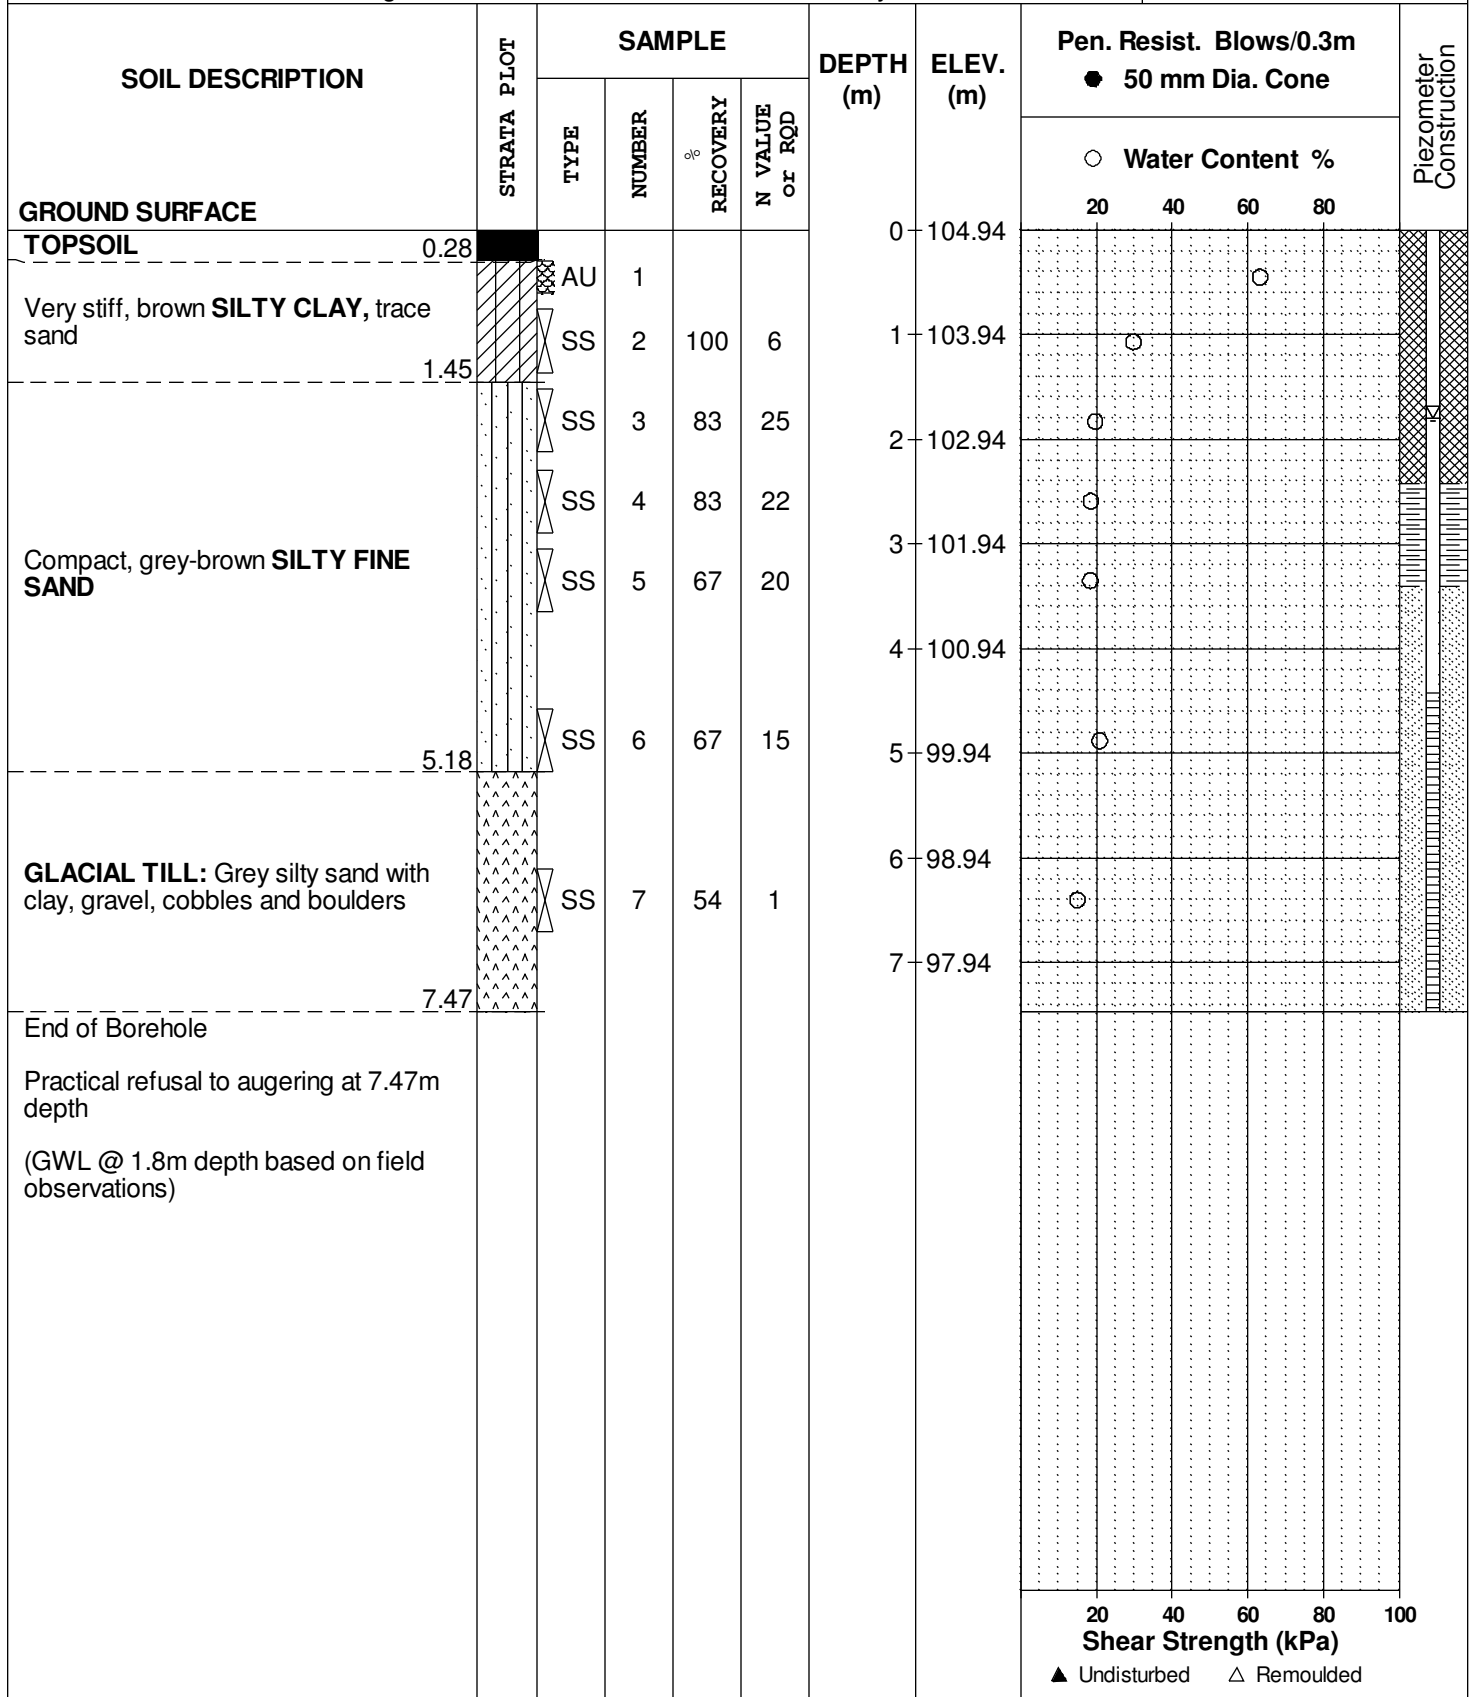 SOIL DESCRIPTION
STRATA PLOT
SAMPLE
TYPE
NUMBER
%
RECOVERY
N VALUE
or RQD
DEPTH
(m)
ELEV.
(m)
Pen. Resist. Blows/0.3m
● 50 mm Dia. Cone
○ Water Content %
20 40 60 80
Piezometer
Construction
GROUND SURFACE
0 104.94
TOPSOIL 0.28
AU 1
Very stiff, brown SILTY CLAY, trace
sand
SS 2 100 6
1 103.94
1.45
SS 3 83 25
2 102.94
SS 4 83 22
3 101.94
Compact, grey-brown SILTY FINE
SAND
SS 5 67 20
4 100.94
SS 6 67 15
5 99.94
5.18
6 98.94
GLACIAL TILL: Grey silty sand with
clay, gravel, cobbles and boulders
SS 7 54 1
7 97.94
7.47
End of Borehole
Practical refusal to augering at 7.47m
depth
(GWL @ 1.8m depth based on field
observations)
20 40 60 80 100
Shear Strength (kPa)
▲ Undisturbed △ Remoulded